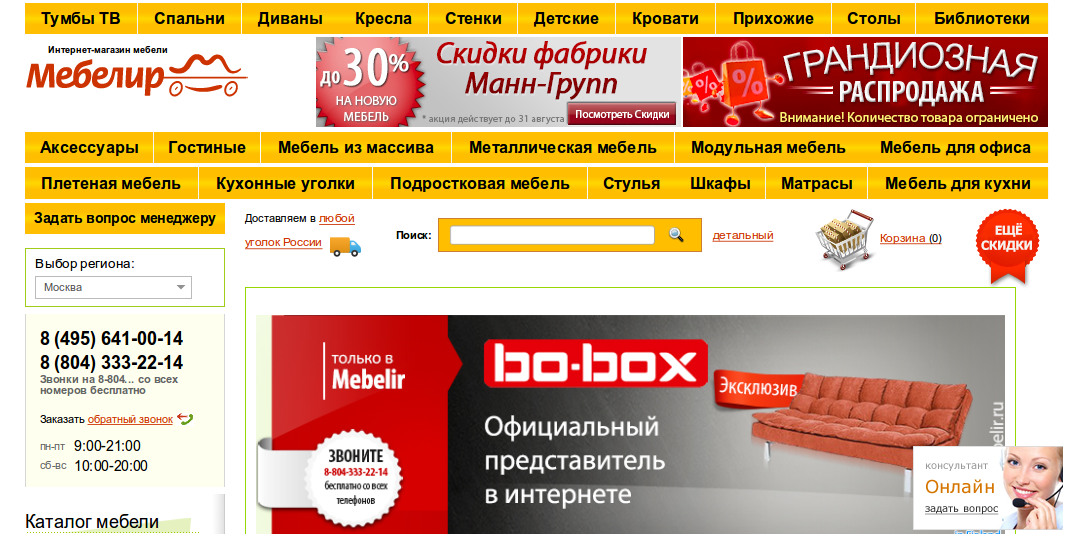 Тумбы ТВ Спальни Диваны Кресла Стенки Детские Кровати Прихожие Столы Библиотеки
Интернет-магазин мебели
Мебелир
до 30%
НА НОВУЮ
МЕБЕЛЬ
Скидки фабрики
Манн-Групп
* акция действует до 31 августа
Посмотреть Скидки
ГРАНДИОЗНАЯ
РАСПРОДАЖА
Внимание! Количество товара ограничено
Аксессуары Гостиные Мебель из массива Металлическая мебель Модульная мебель Мебель для офиса
Плетеная мебель Кухонные уголки Подростковая мебель Стулья Шкафы Матрасы Мебель для кухни
Задать вопрос менеджеру
Доставляем в любой
уголок России
Поиск:
детальный
Корзина (0)
ЕЩЁ
СКИДКИ
Выбор региона:
Москва
8 (495) 641-00-14
8 (804) 333-22-14
Звонки на 8-804... со всех
номеров бесплатно
Заказать обратный звонок
пн-пт 9:00-21:00
сб-вс 10:00-20:00
Каталог мебели
ТОЛЬКО В
Mebelir
ЗВОНИТЕ
8-804-333-22-14
бесплатно со всех
телефонов
bo-box
Официальный
представитель
в интернете
Эксклюзив
belir.ru
консультант
Онлайн
задать вопрос